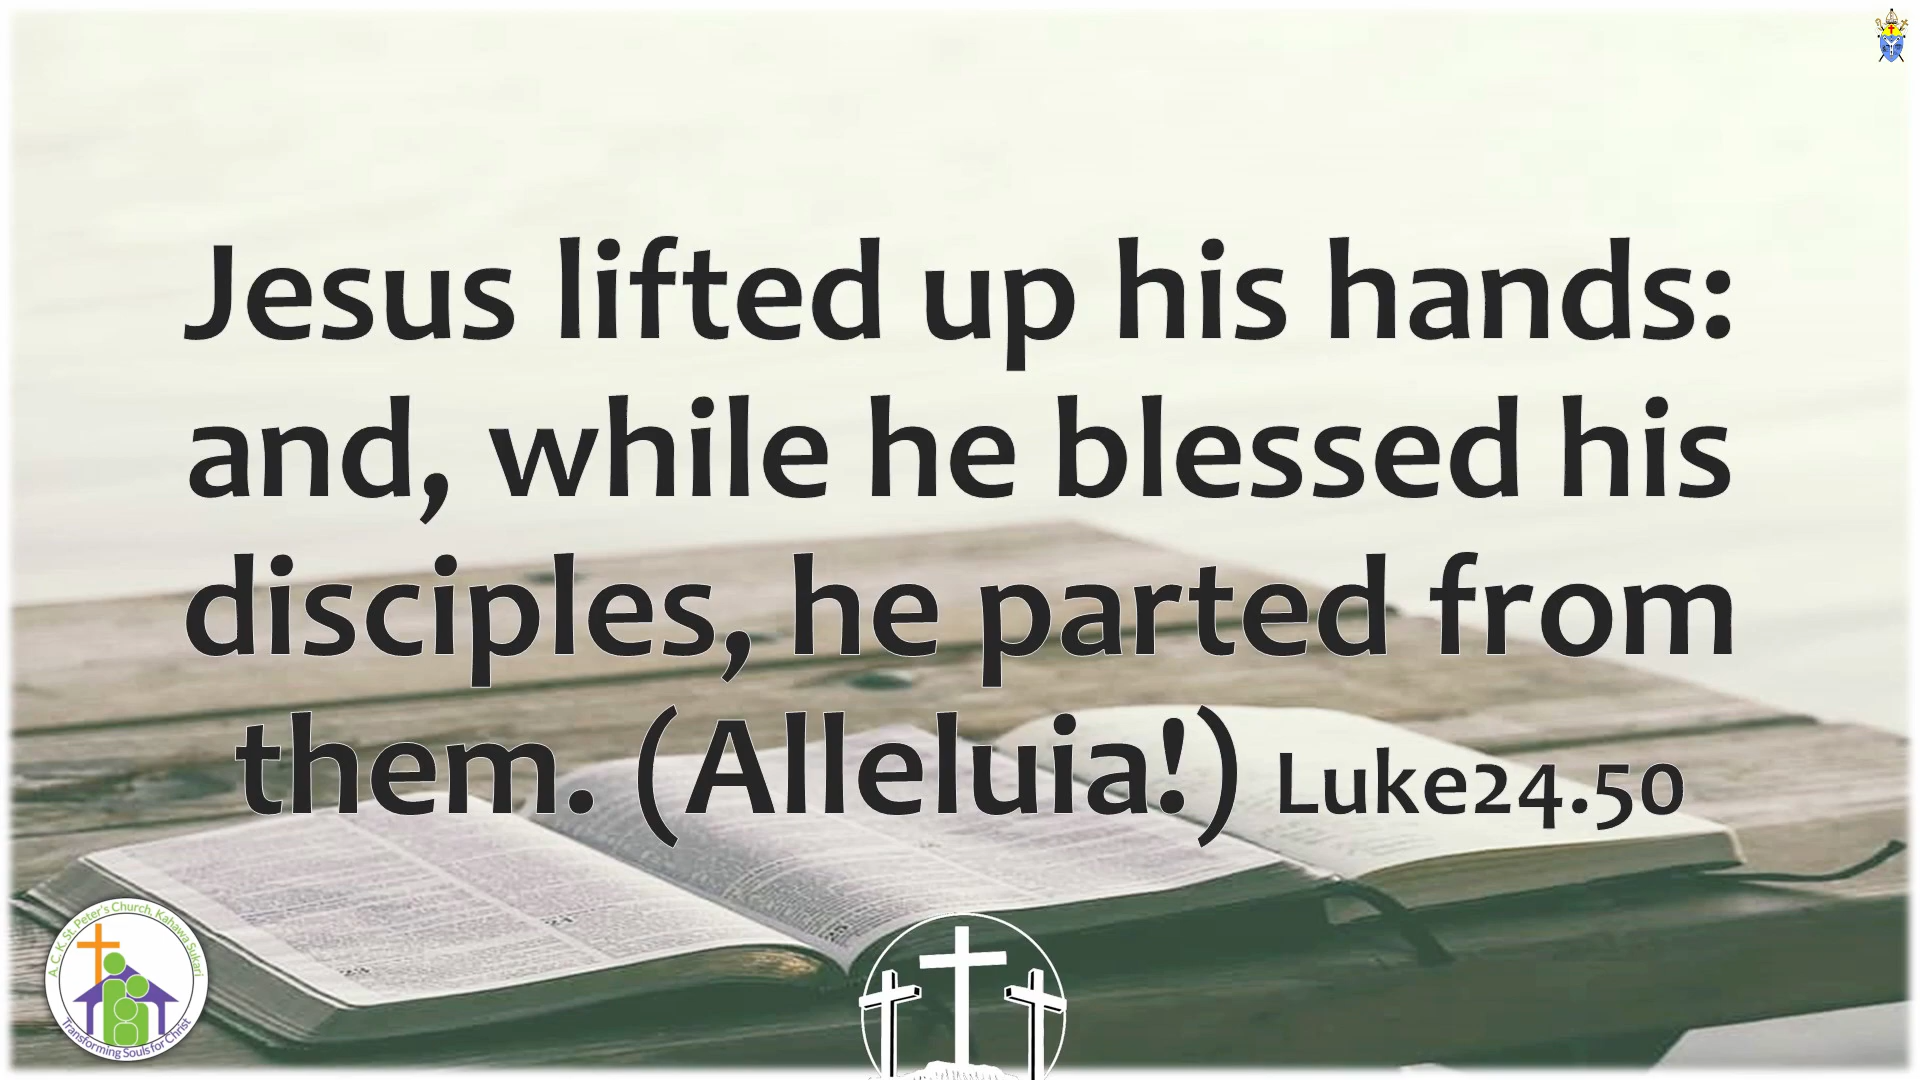 Jesus lifted up his hands:
and, while he blessed his
disciples, he parted from
them. (Alleluia!) Luke24.50
A. C. K. St. Peter's Church, Kahawa Sukari
Transforming Souls for Christ